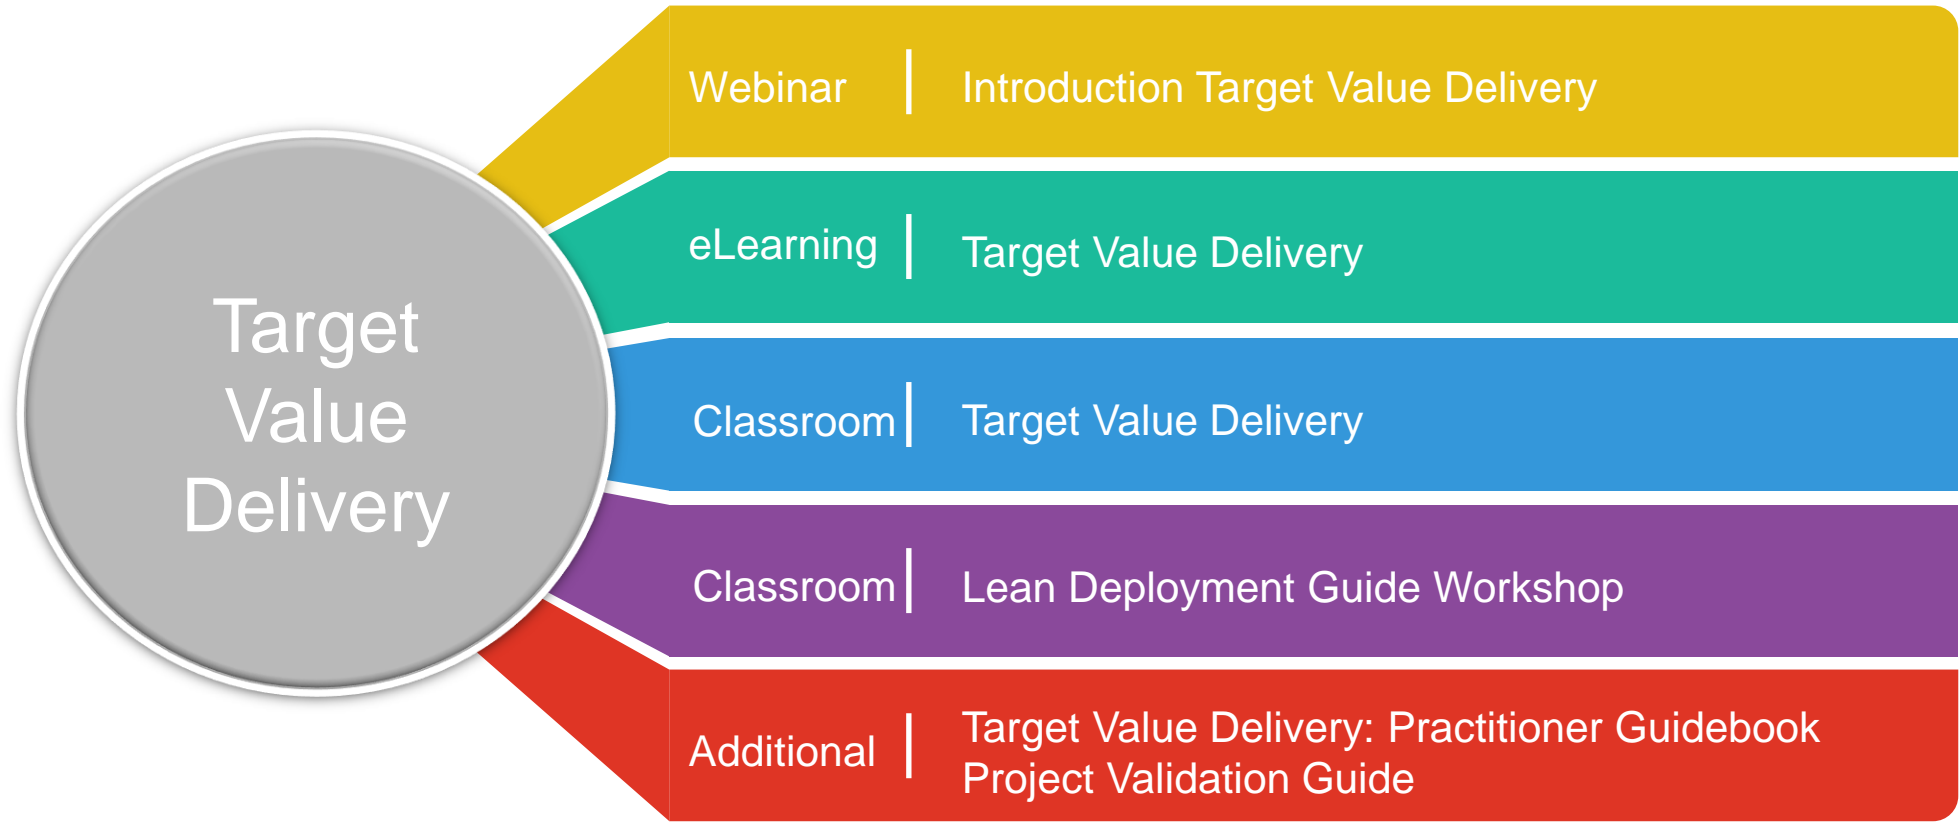 Target
Value
Delivery
Webinar | Introduction Target Value Delivery
eLearning | Target Value Delivery
Classroom | Target Value Delivery
Classroom | Lean Deployment Guide Workshop
Additional | Target Value Delivery: Practitioner Guidebook
Project Validation Guide